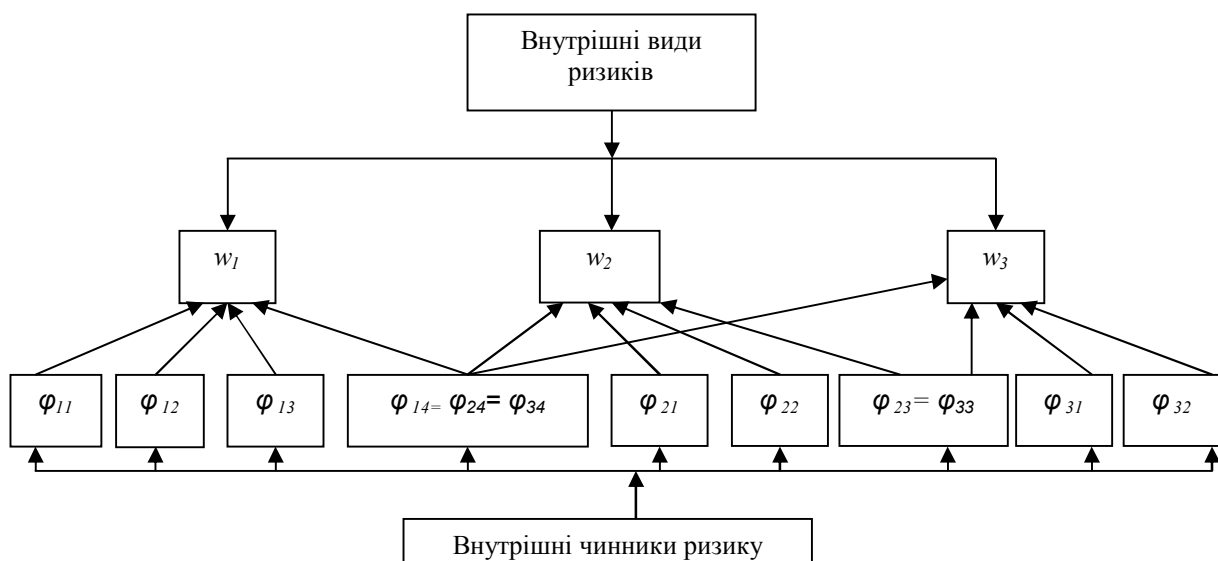 Внутрішні види
ризиків
w1 w2 w3
φ11 φ12 φ13 φ14= φ24= φ34 φ21 φ22 φ23= φ33 φ31 φ32
Внутрішні чинники ризику